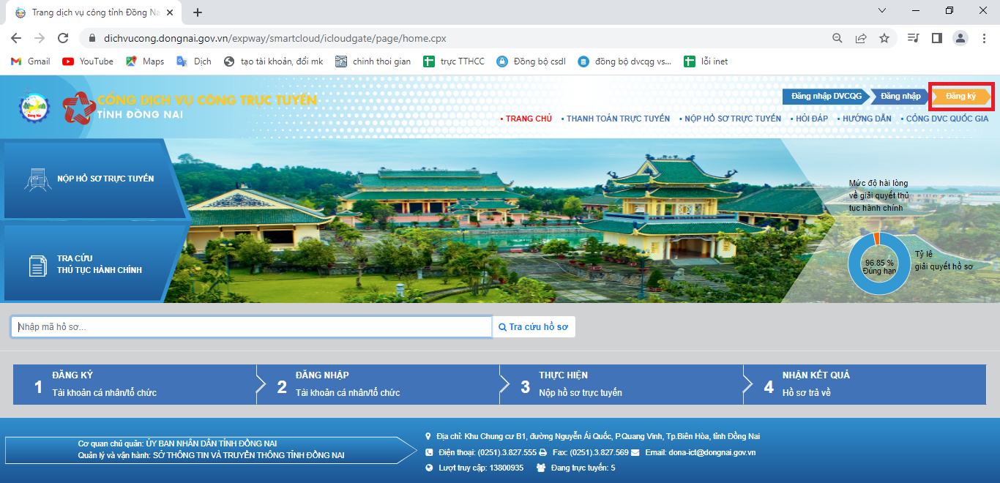 Trang dịch vụ công tỉnh Đồng Na
dichvucong.dongnai.gov.vn/expway/smartcloud/icloudgate/page/home.cpx
Gmail YouTube Maps Dịch tạo tài khoản, đổi mk chinh thoi gian trực TTHCC Đồng bộ csdl đồng bộ dvcqg vs... lỗi inet
CỔNG DỊCH VỤ CÔNG TRỰC TUYẾN
TỈNH ĐỒNG NAI
Đăng nhập DVCQG Đăng nhập Đăng ký
• TRANG CHỦ • THANH TOÁN TRỰC TUYẾN • NỘP HỒ SƠ TRỰC TUYẾN • HỎI ĐÁP • HƯỚNG DẪN • CỔNG DVC QUỐC GIA
NỘP HỒ SƠ TRỰC TUYẾN
TRA CỨU
THỦ TỤC HÀNH CHÍNH
Mức độ hài lòng
về giải quyết thủ
tục hành chính
96.85 %
Đúng hạn
Tỷ lệ
giải quyết hồ sơ
Nhập mã hồ sơ...
Tra cứu hồ sơ
1 ĐĂNG KÝ
Tài khoản cá nhân/tổ chức
2 ĐĂNG NHẬP
Tài khoản cá nhân/tổ chức
3 THỰC HIỆN
Nộp hồ sơ trực tuyến
4 NHẬN KẾT QUẢ
Hồ sơ trả về
Cơ quan chủ quản: ỦY BAN NHÂN DÂN TỈNH ĐỒNG NAI
Quản lý và vận hành: SỞ THÔNG TIN VÀ TRUYỀN THÔNG TỈNH ĐỒNG NAI
Địa chỉ: Khu Chung cư B1, đường Nguyễn Ái Quốc, P.Quang Vinh, Tp.Biên Hòa, tỉnh Đồng Nai
Điện thoại: (0251).3.827.555 Fax: (0251).3.827.569 Email: dona-ict@dongnai.gov.vn
Lượt truy cập: 13800935 Đang trực tuyến: 5